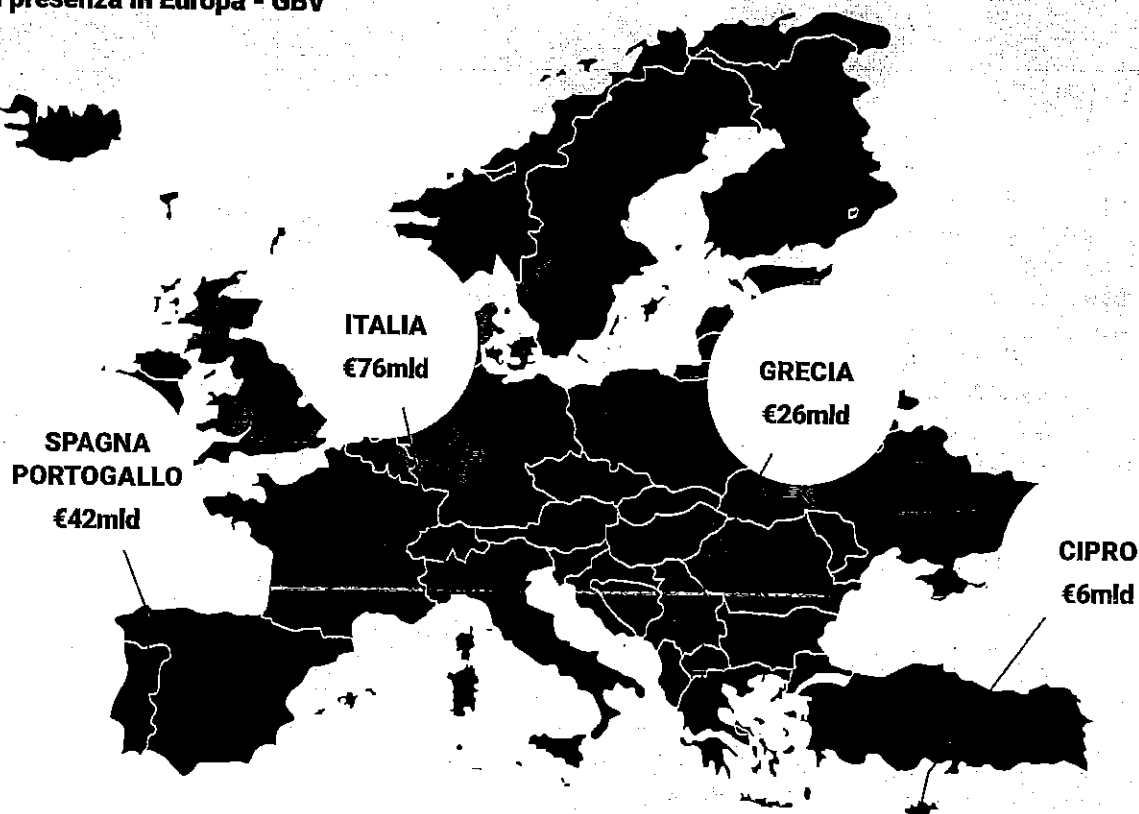 presenza in Europa - GBV
ITALIA
€76mld
GRECIA
€26mld
SPAGNA
PORTOGALLO
€42mld
CIPRO
€6mld